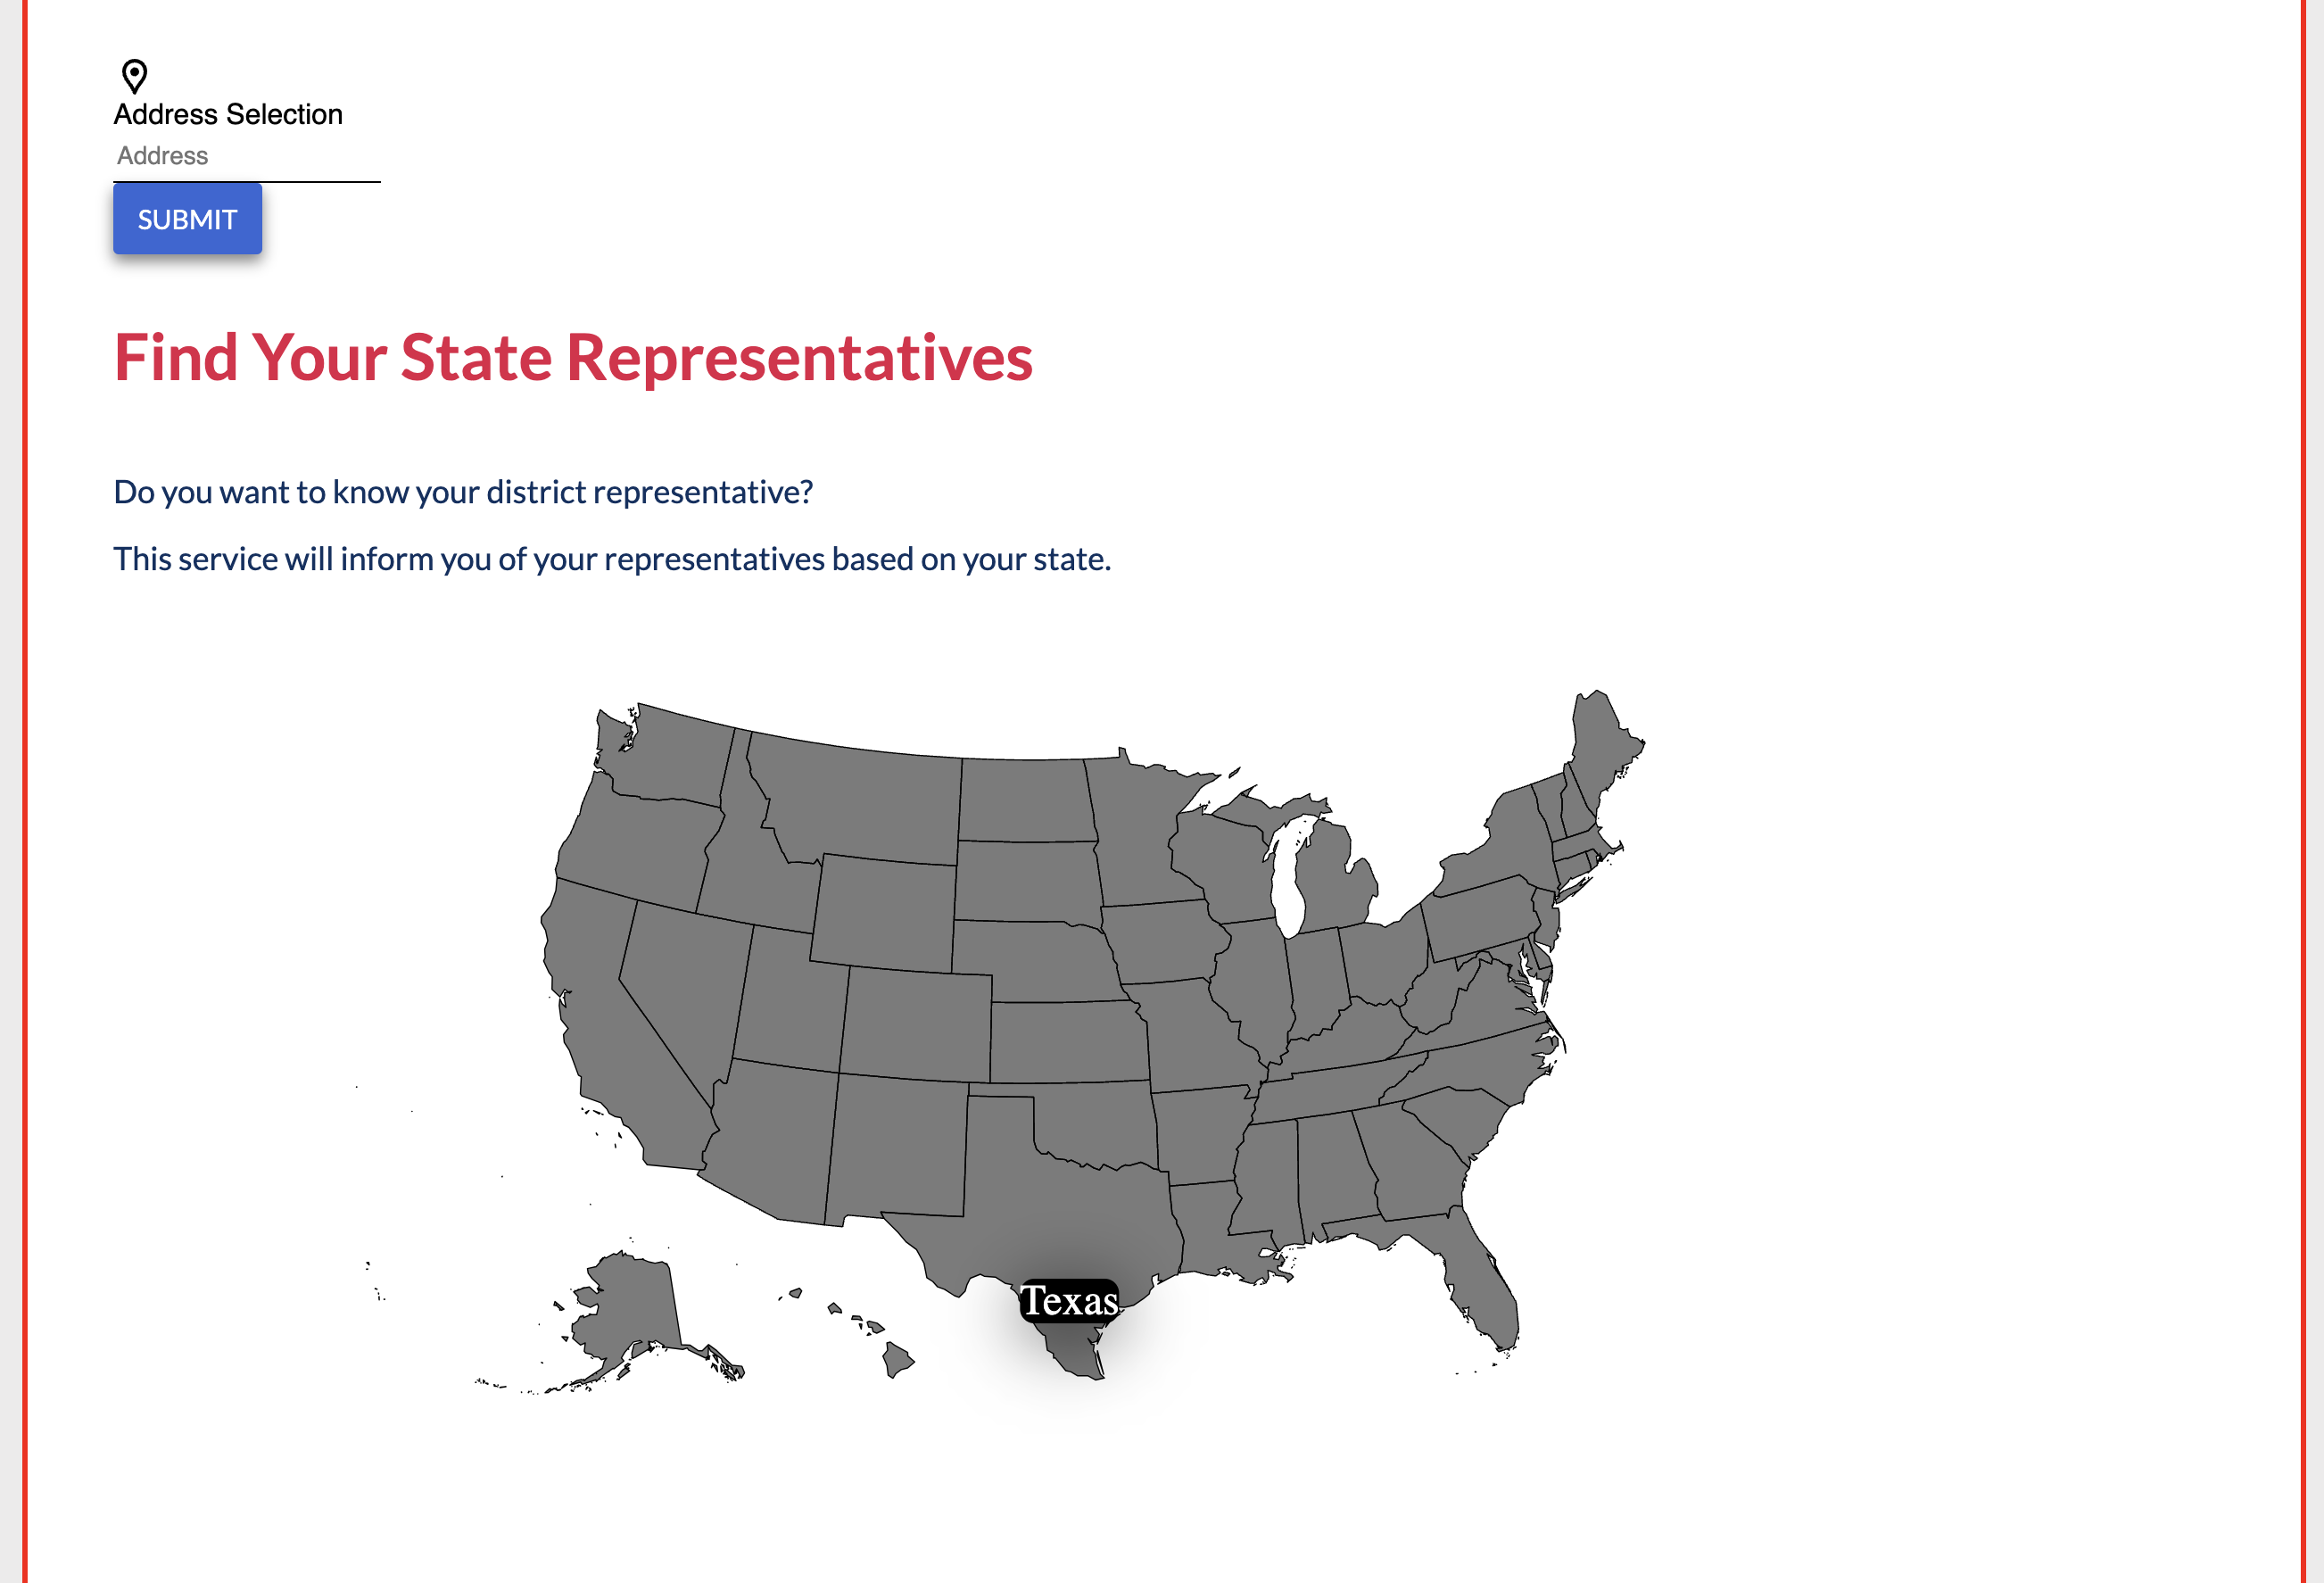 Address Selection
Address
SUBMIT
Find Your State Representatives
Do you want to know your district representative?
This service will inform you of your representatives based on your state.
Texas